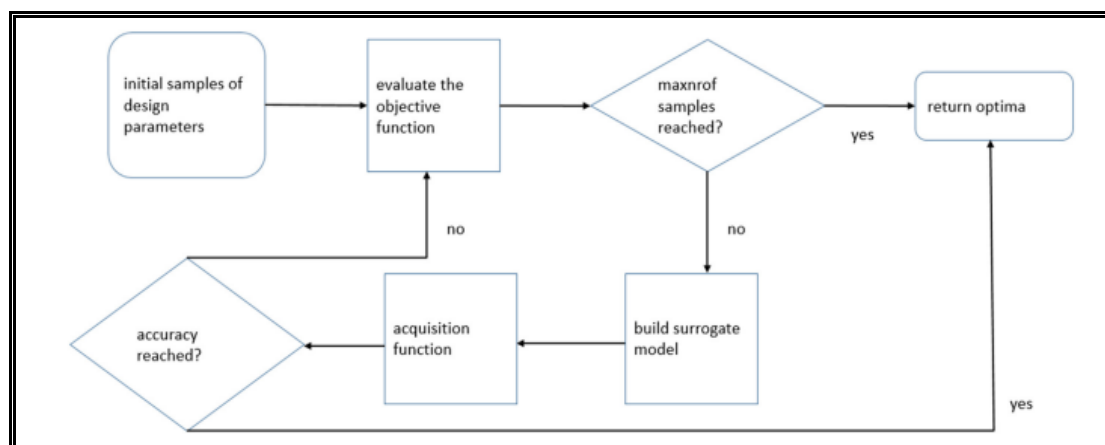 initial samples of
design
parameters
evaluate the
objective
function
maxnrof
samples
reached?
yes
return optima
no
no
accuracy
reached?
acquisition
function
build surrogate
model
yes